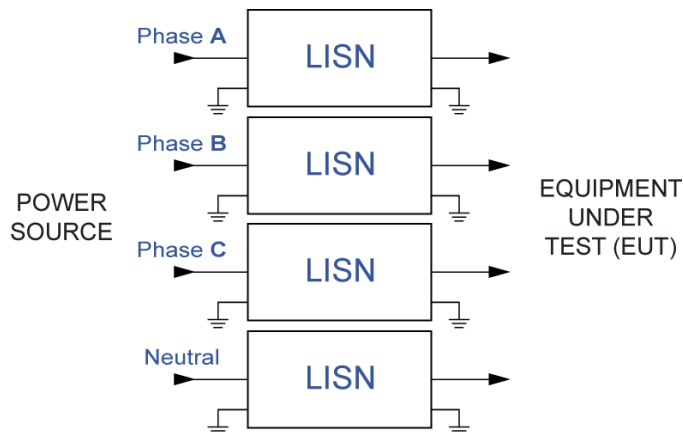 Phase A
LISN
Phase B
LISN
POWER
SOURCE
EQUIPMENT
UNDER
TEST (EUT)
Phase C
LISN
Neutral
LISN